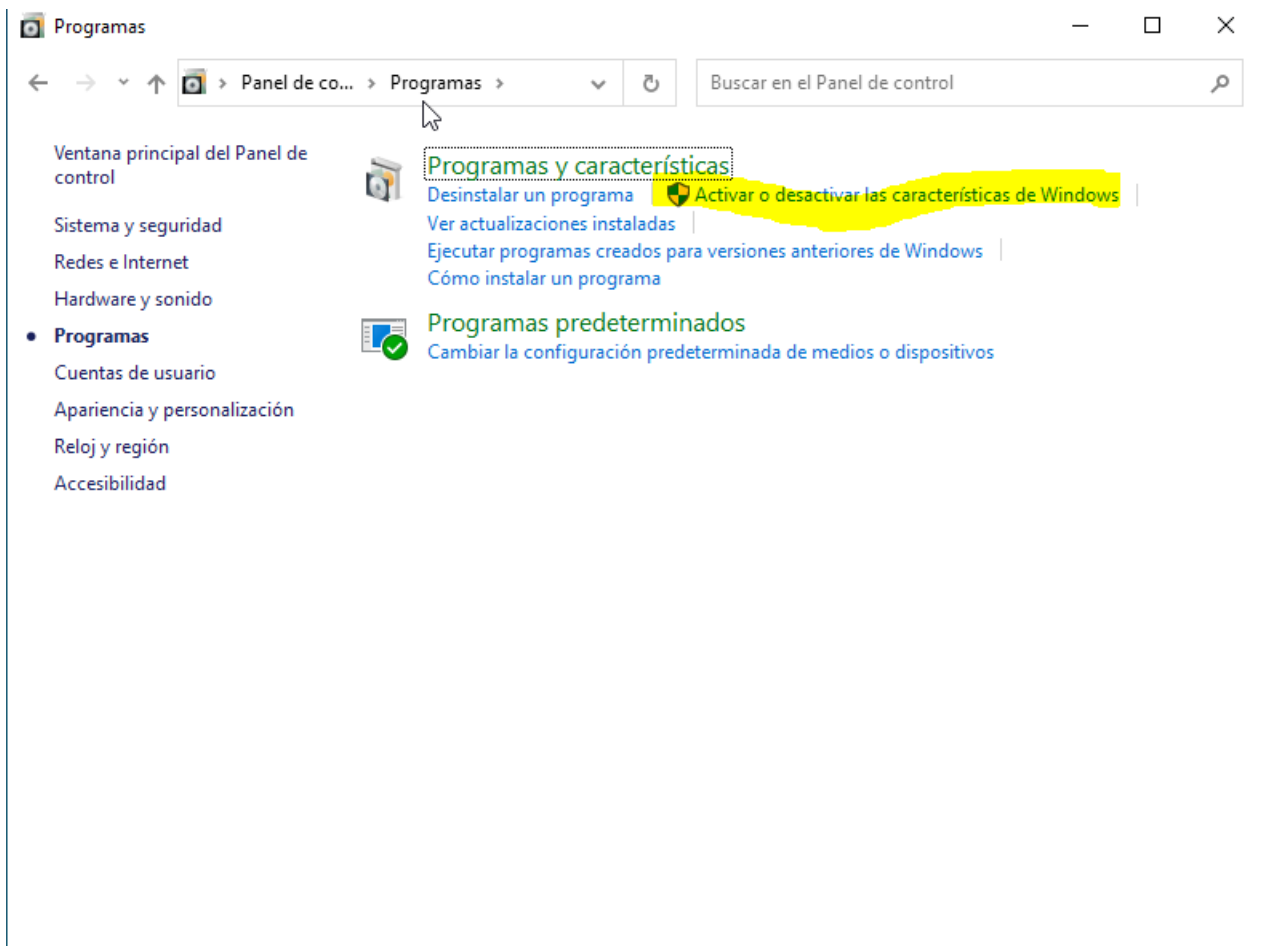 Programas
Panel de co... > Programas >
Buscar en el Panel de control
Ventana principal del Panel de
control
Sistema y seguridad
Redes e Internet
Hardware y sonido
Programas
Cuentas de usuario
Apariencia y personalización
Reloj y región
Accesibilidad
Programas y características
Desinstalar un programa
Activar o desactivar las características de Windows
Ver actualizaciones instaladas
Ejecutar programas creados para versiones anteriores de Windows
Cómo instalar un programa
Programas predeterminados
Cambiar la configuración predeterminada de medios o dispositivos